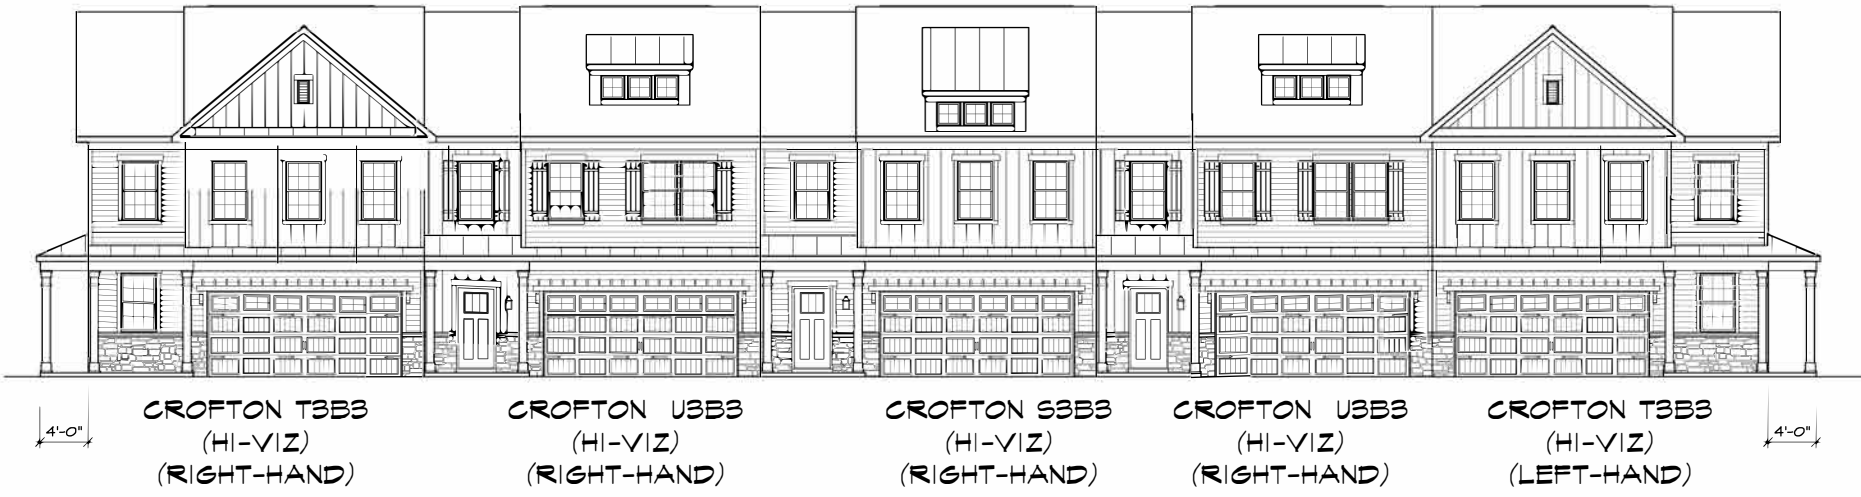 CROFTON T3B3
(HI-VIZ)
(RIGHT-HAND)
CROFTON U3B3
(HI-VIZ)
(RIGHT-HAND)
CROFTON S3B3
(HI-VIZ)
(RIGHT-HAND)
CROFTON U3B3
(HI-VIZ)
(RIGHT-HAND)
CROFTON T3B3
(HI-VIZ)
(LEFT-HAND)
4'-0"
4'-0"